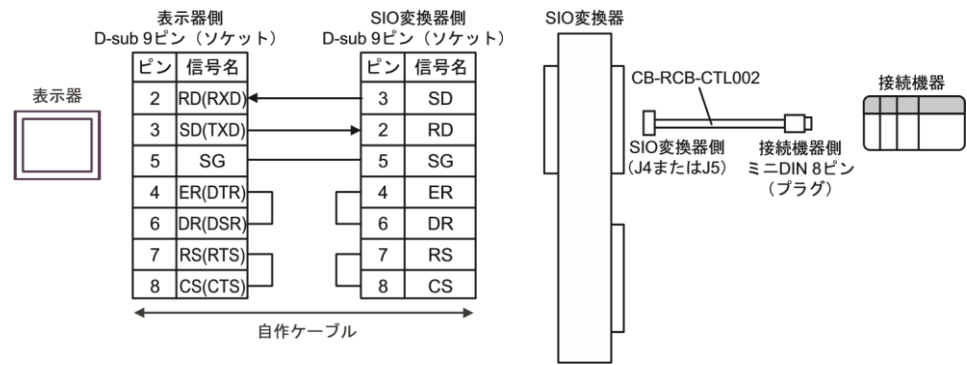 表示器
表示器側
D-sub 9ピン（ソケット）
ピン 信号名
2 RD(RXD)
3 SD(TXD)
5 SG
4 ER(DTR)
6 DR(DSR)
7 RS(RTS)
8 CS(CTS)
SIO変換器側
D-sub 9ピン（ソケット）
ピン 信号名
3 SD
2 RD
5 SG
4 ER
6 DR
7 RS
8 CS
自作ケーブル
SIO変換器
CB-RCB-CTL002
SIO変換器側
（J4またはJ5）
接続機器側
ミニDIN 8ピン
（プラグ）
接続機器